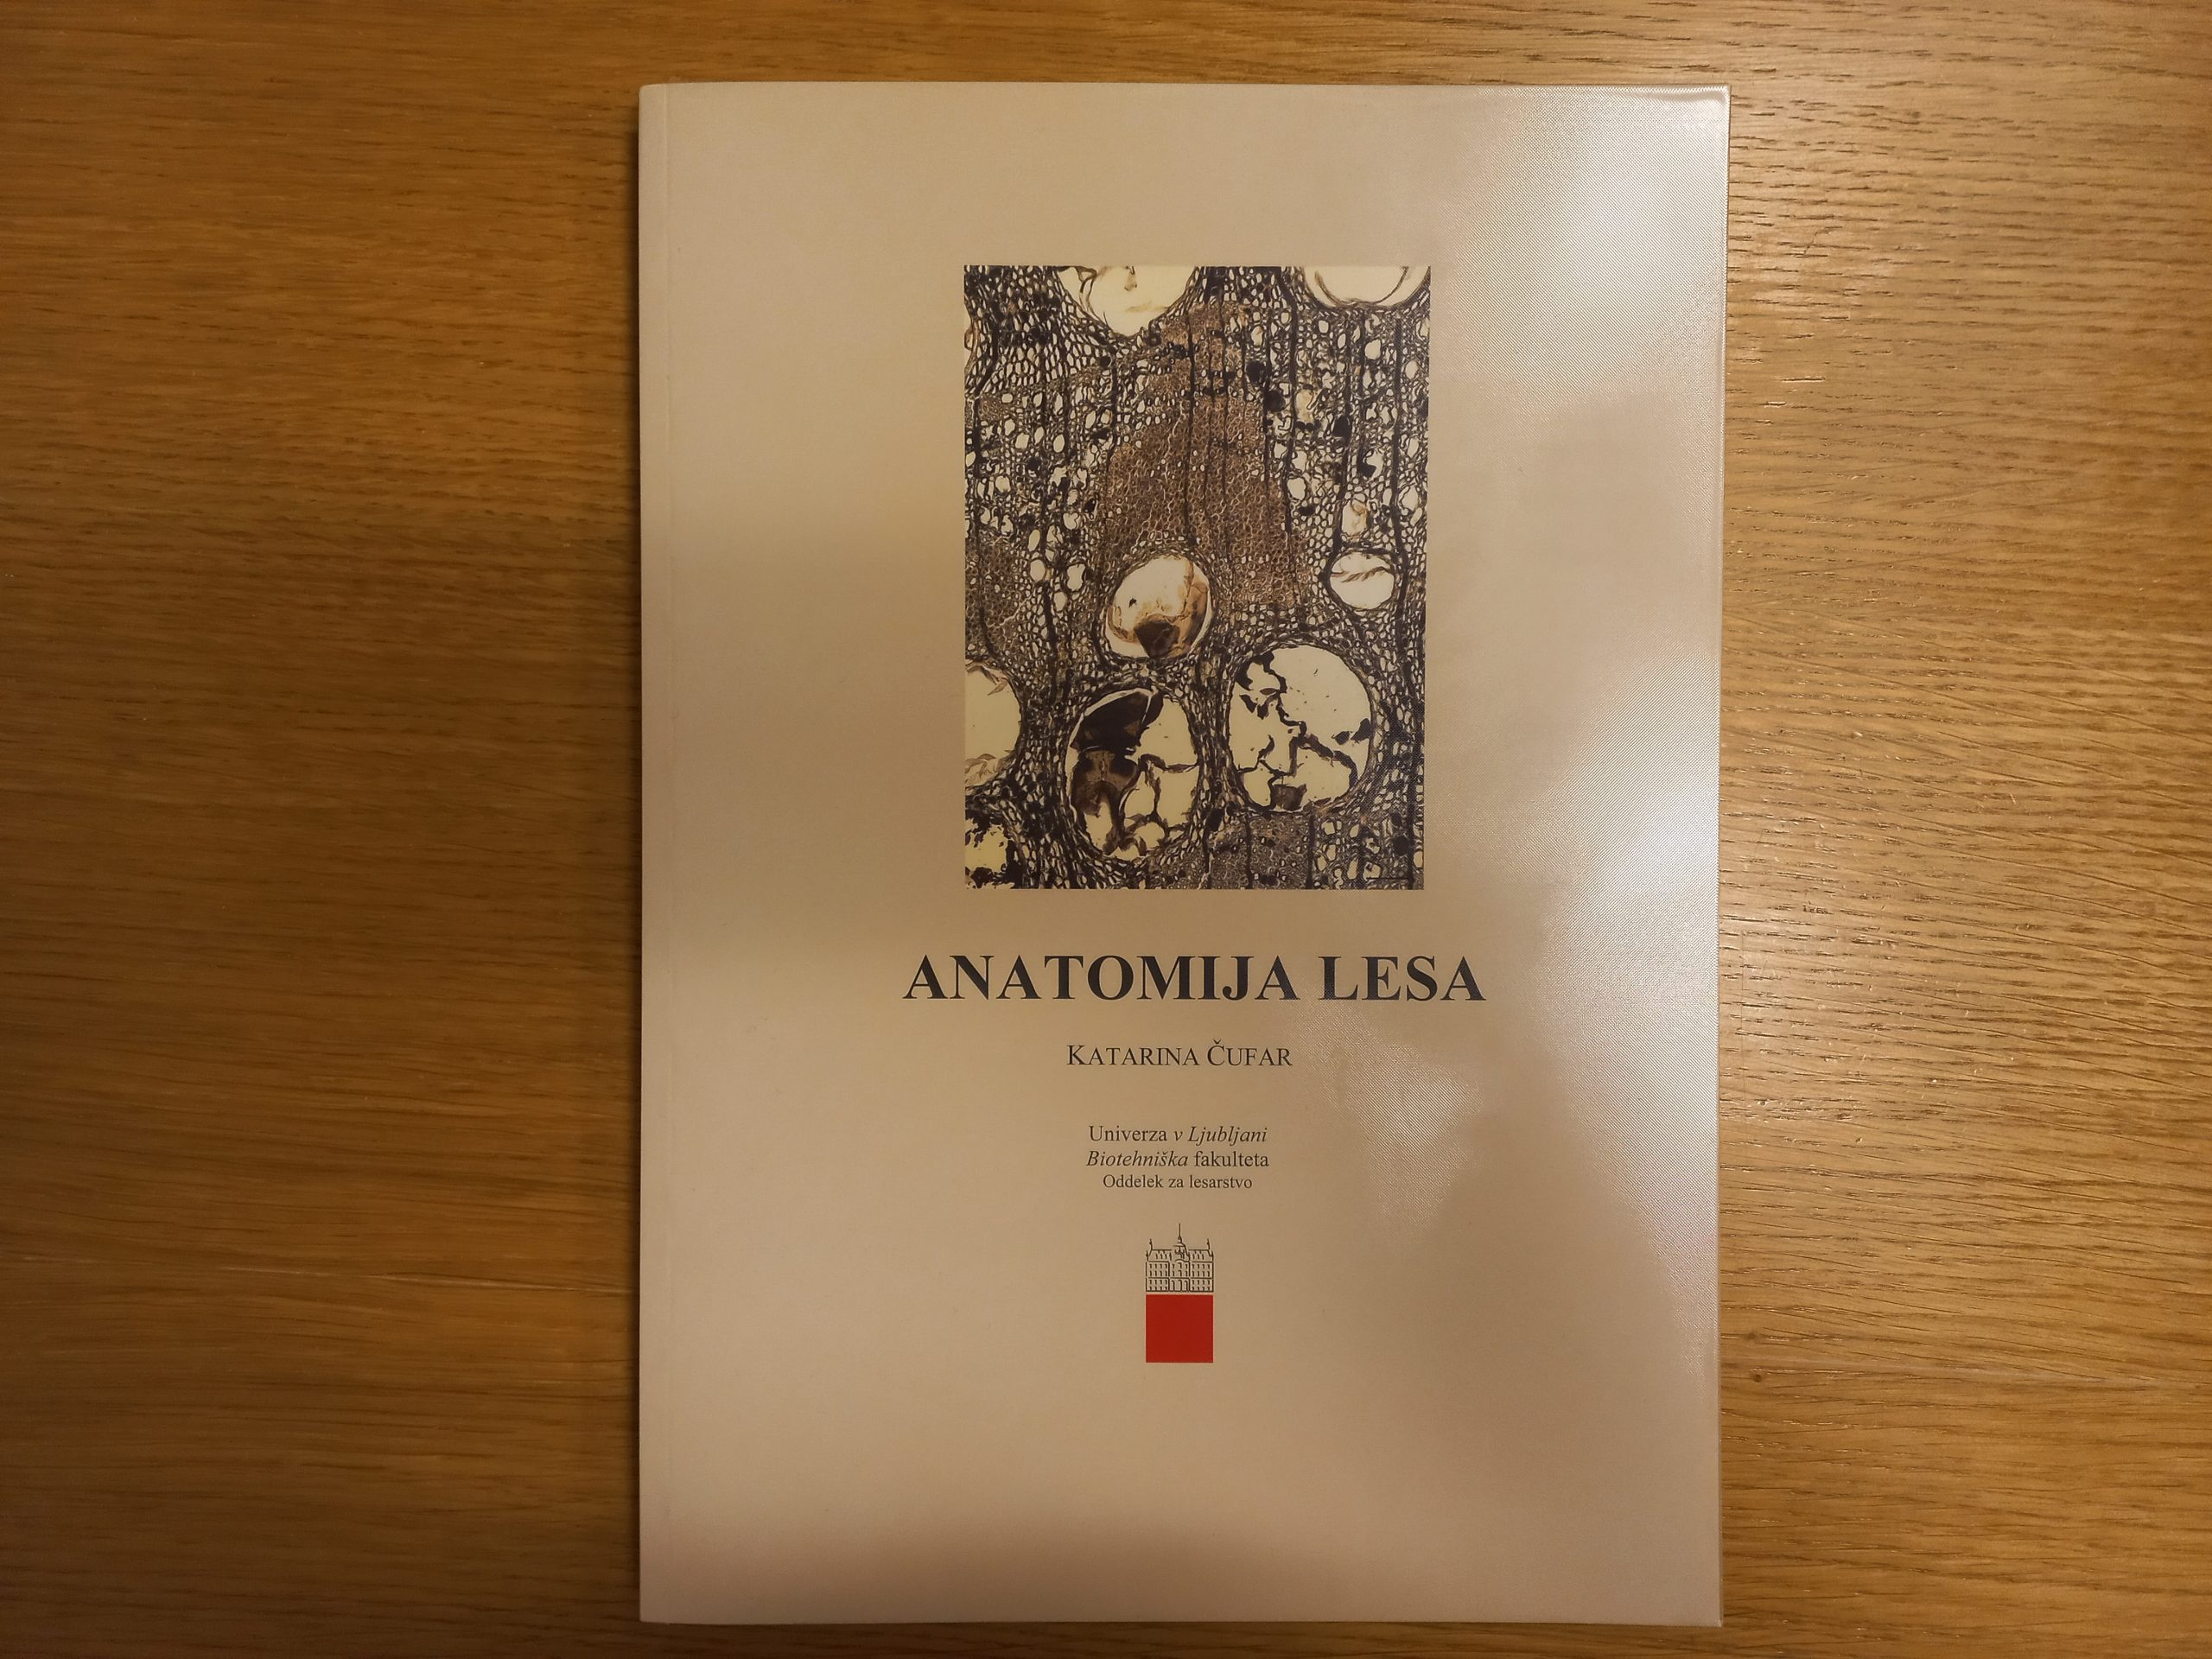 ANATOMIJA LESA
KATARINA ČUFAR
Univerza v Ljubljani
Biotehniška fakulteta
Oddelek za lesarstvo